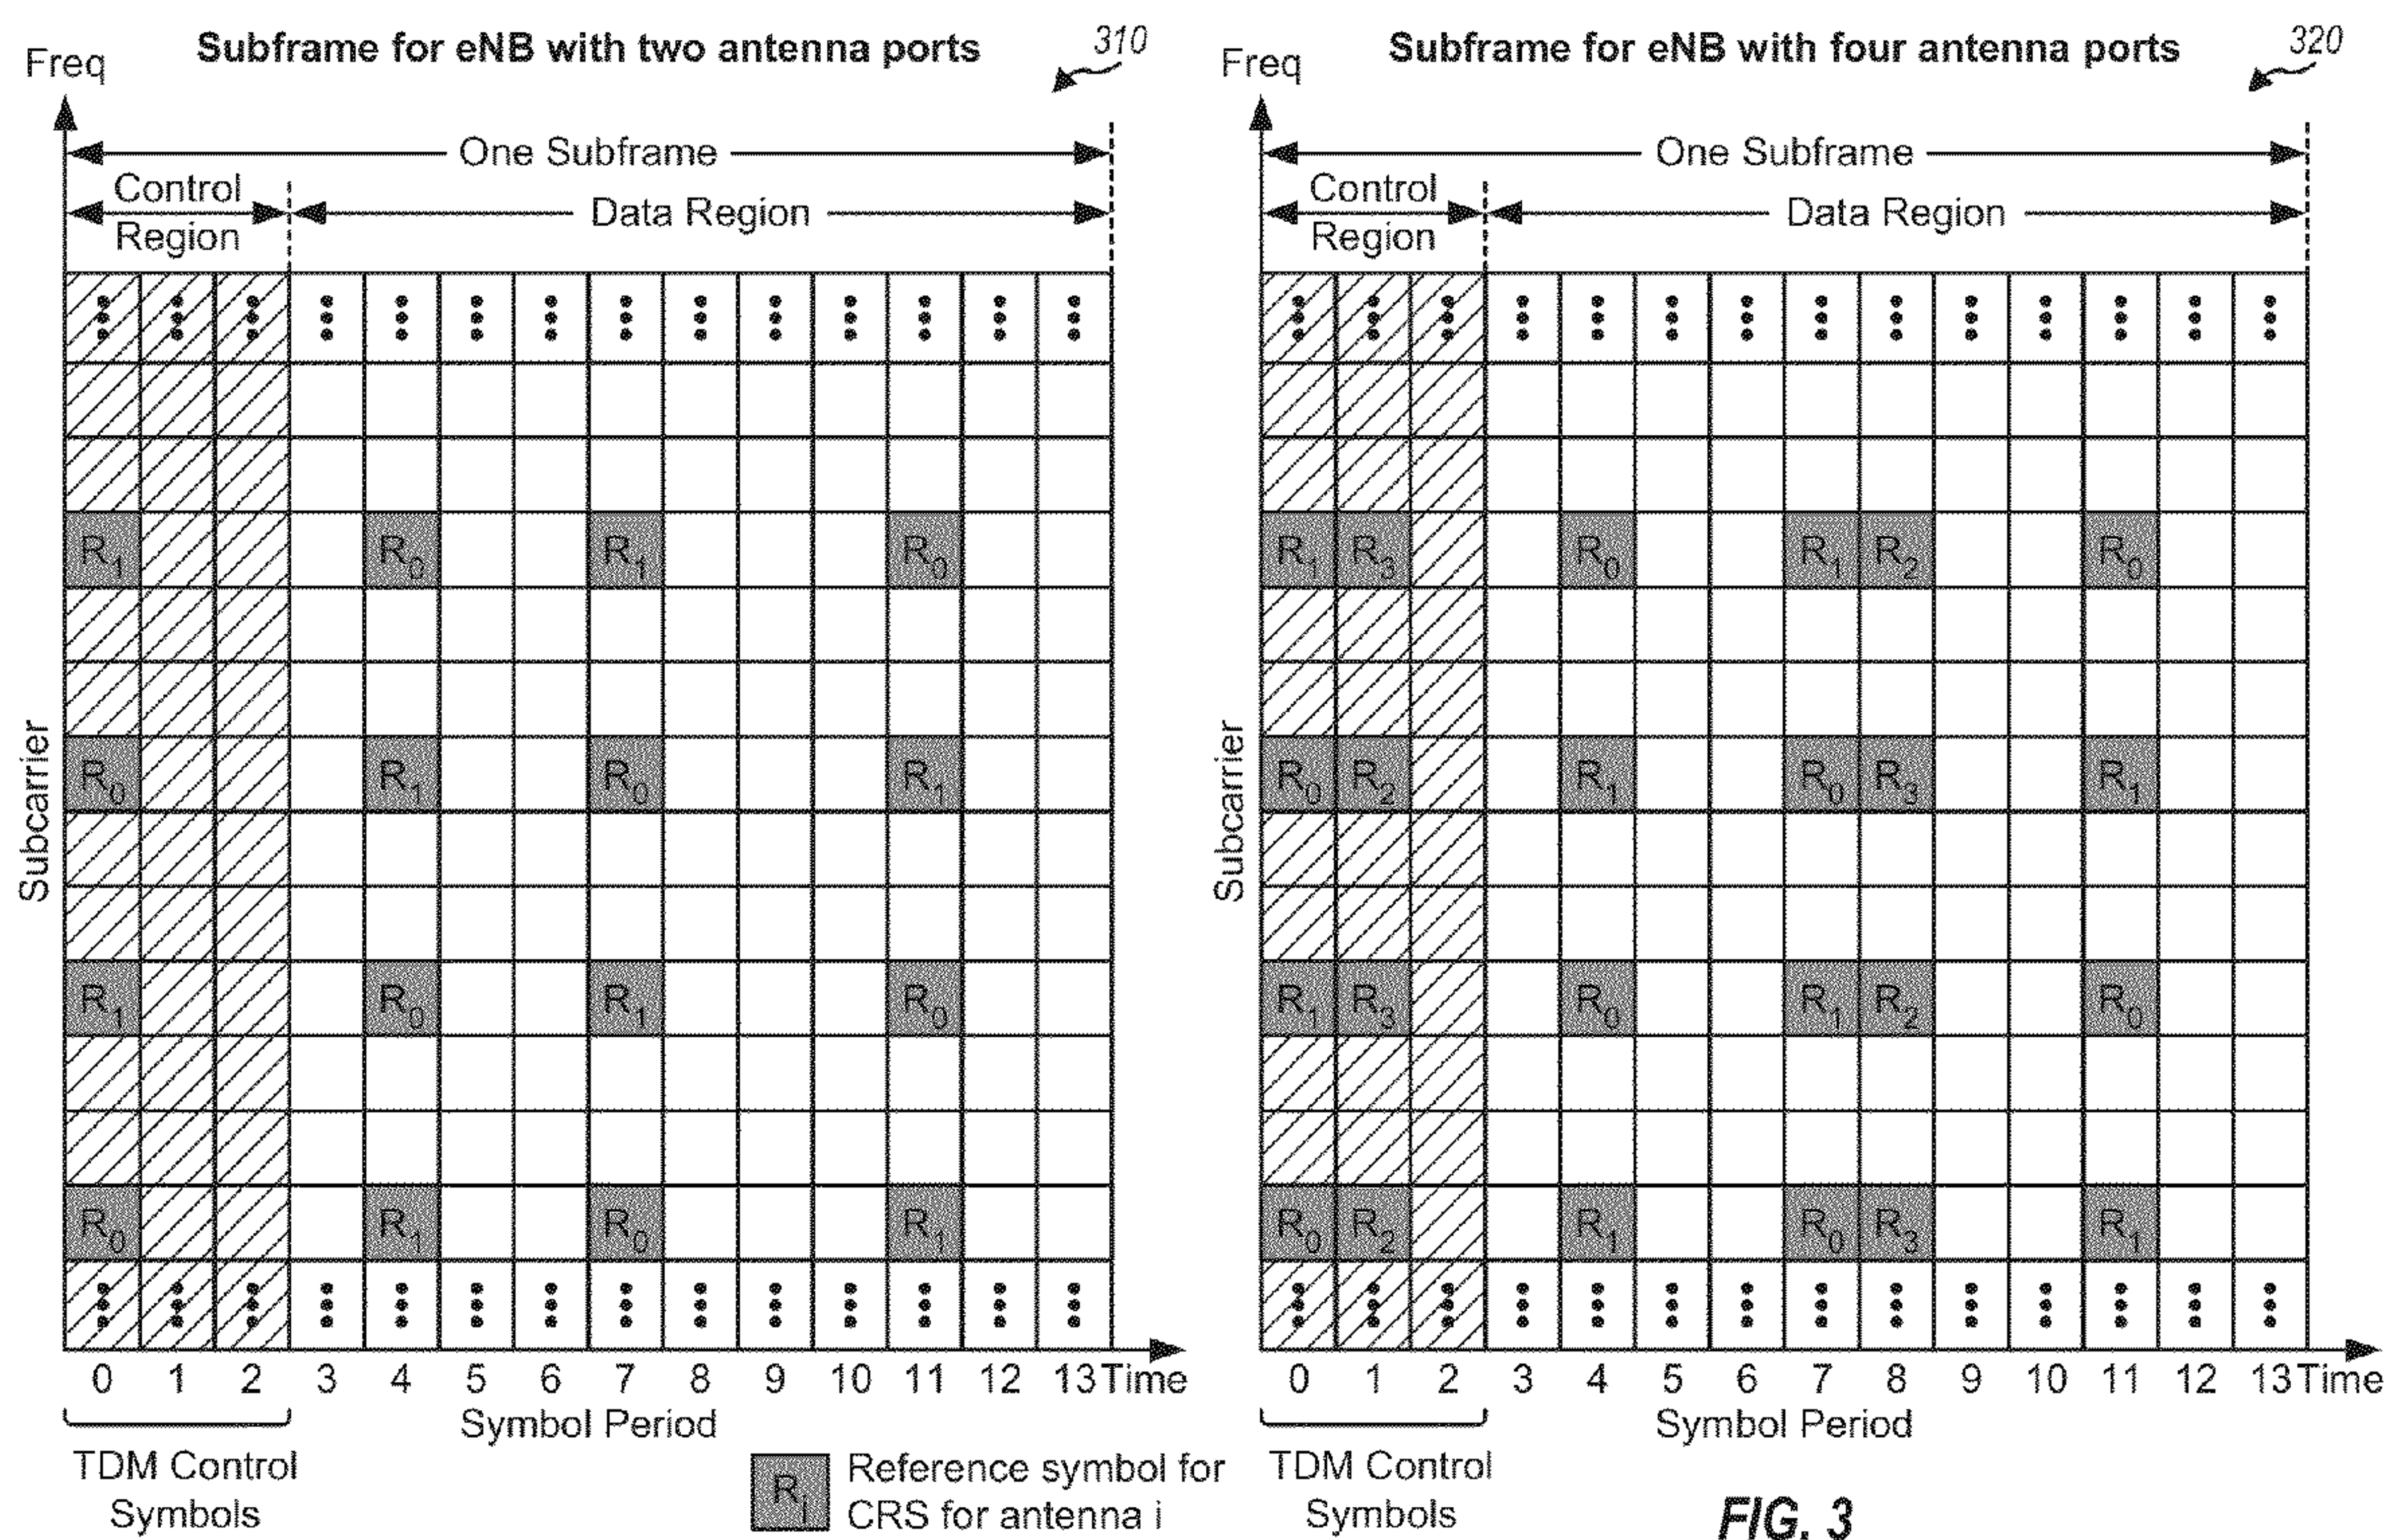 Subframe for eNB with two antenna ports
310
Freq
One Subframe
Control
Region
Data Region
R1 R0 R1 R0
R0 R1 R0 R1
R1 R0 R1 R0
R0 R1 R0 R1
Subcarrier
0 1 2 3 4 5 6 7 8 9 10 11 12 13 Time
Symbol Period
TDM Control
Symbols
Subframe for eNB with four antenna ports
320
Freq
One Subframe
Control
Region
Data Region
R1 R3 R0 R1 R2 R0
R0 R2 R1 R0 R3 R1
R1 R3 R0 R1 R2 R0
R0 R2 R1 R0 R3 R1
Subcarrier
0 1 2 3 4 5 6 7 8 9 10 11 12 13 Time
Symbol Period
TDM Control
Symbols
Ri
Reference symbol for
CRS for antenna i
FIG. 3